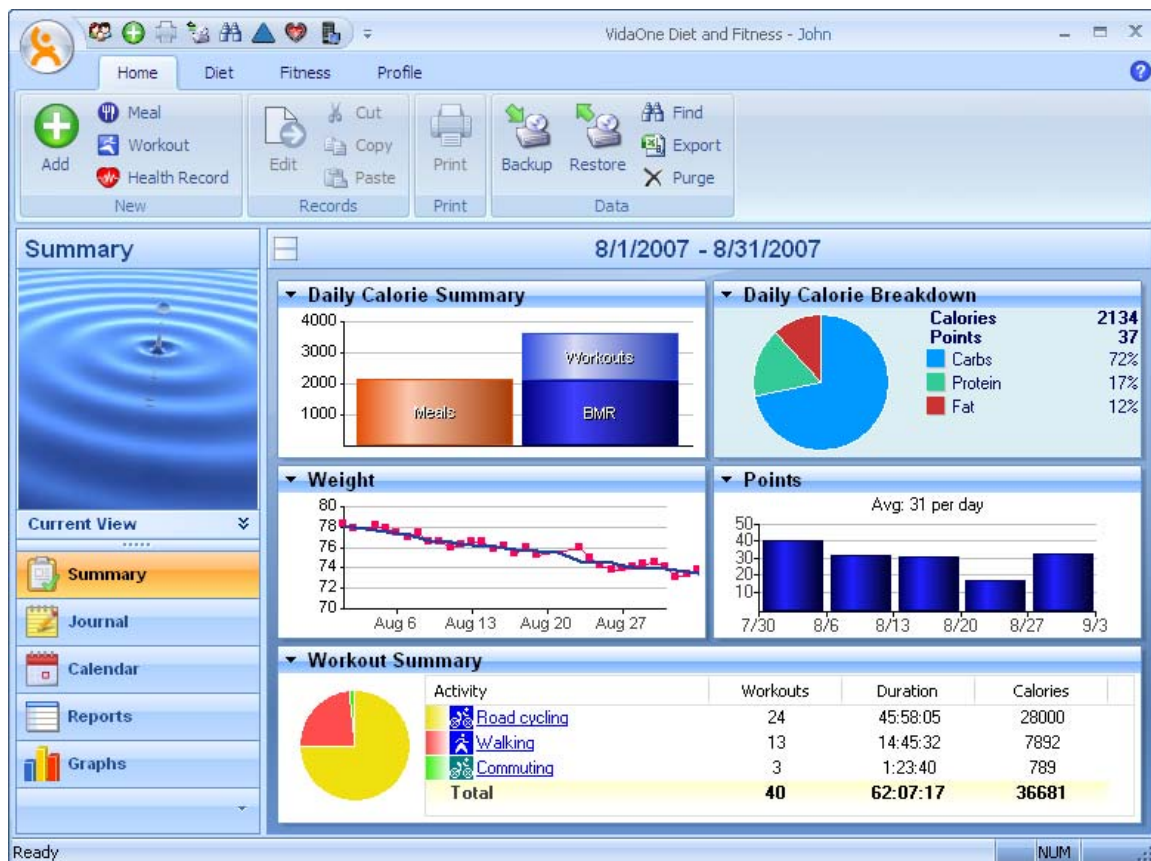 VidaOne Diet and Fitness - John
Home Diet Fitness Profile
Add
Meal
Workout
Health Record
New
Edit
Cut
Copy
Paste
Records
Print
Print
Backup
Restore
Find
Export
Purge
Data
Summary
Current View
Summary
Journal
Calendar
Reports
Graphs
8/1/2007 - 8/31/2007
Daily Calorie Summary
4000
3000
2000
1000
Meals
Workouts
BMR
Daily Calorie Breakdown
Calories 2134
Points 37
Carbs 72%
Protein 17%
Fat 12%
Weight
80
78
76
74
72
70
Aug 6 Aug 13 Aug 20 Aug 27
Points
Avg: 31 per day
50
40
30
20
10
7/30 8/6 8/13 8/20 8/27 9/3
Workout Summary
Activity Workouts Duration Calories
Road cycling 24 45:58:05 28000
Walking 13 14:45:32 7892
Commuting 3 1:23:40 789
Total 40 62:07:17 36681
Ready NUM